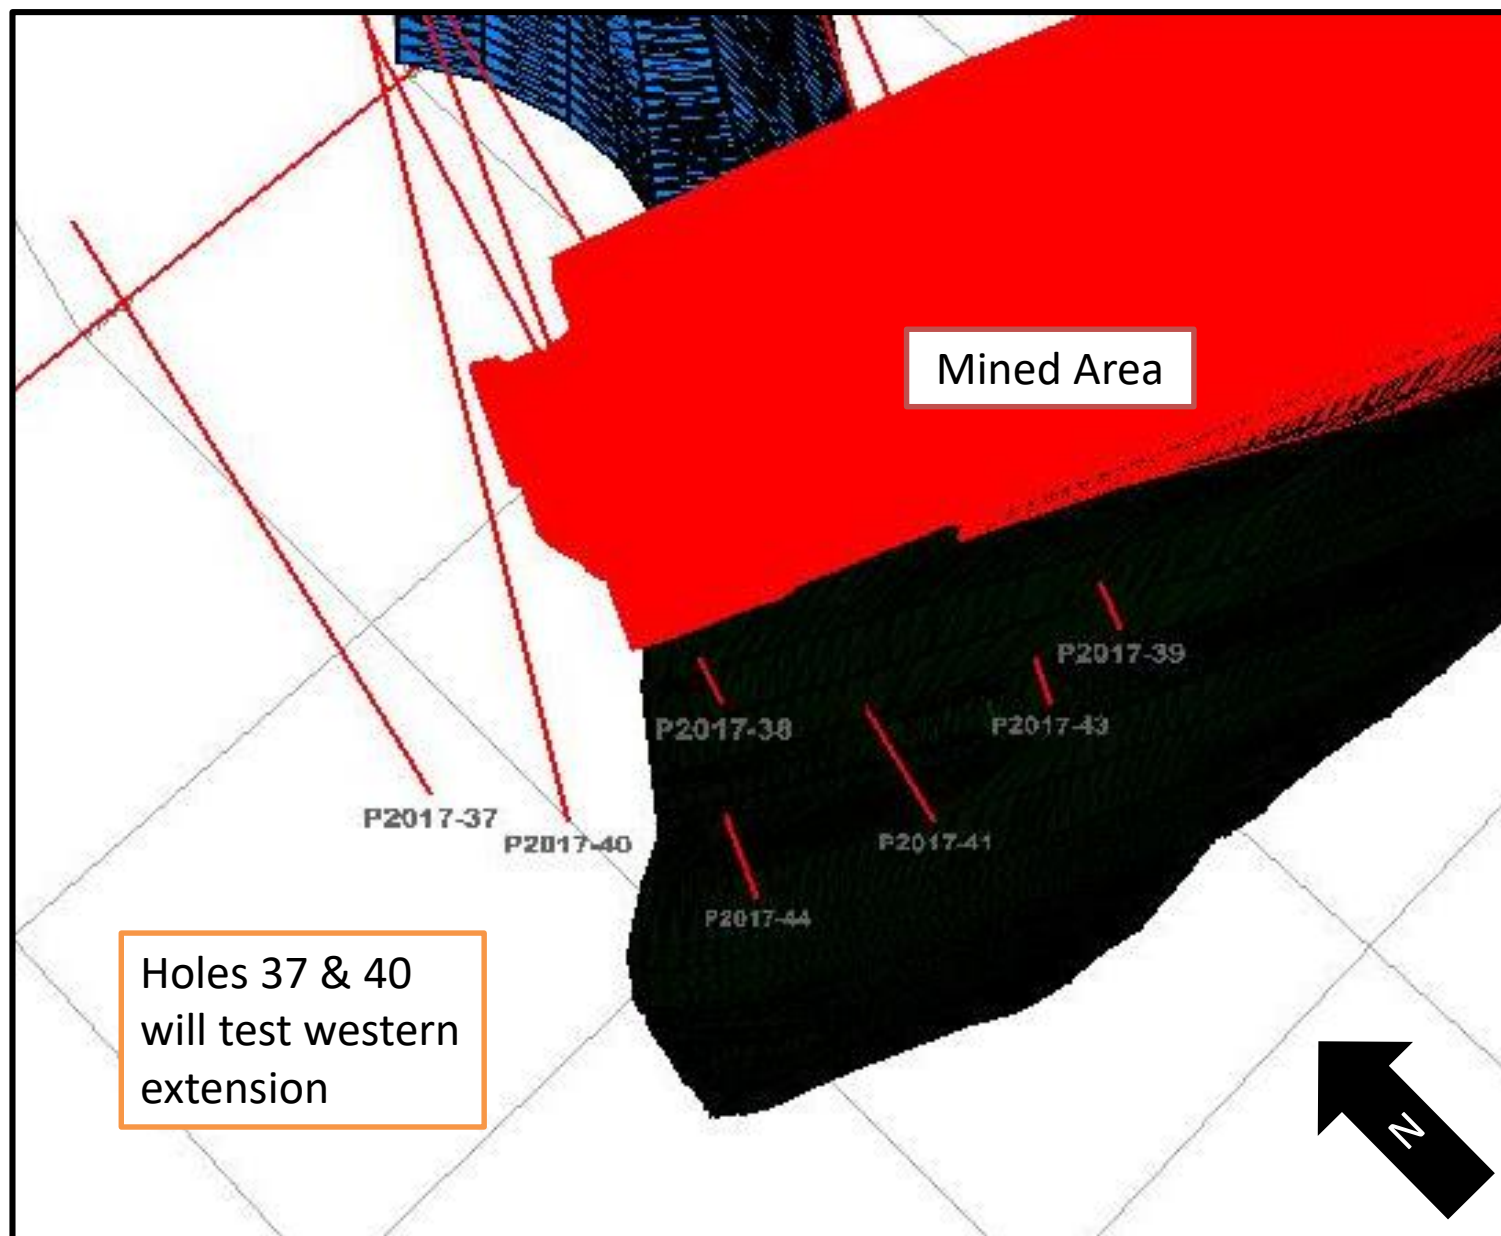 Mined Area
P2017-39
P2017-38
P2017-43
P2017-37
P2017-40
P2017-41
P2017-44
Holes 37 & 40
will test western
extension
N